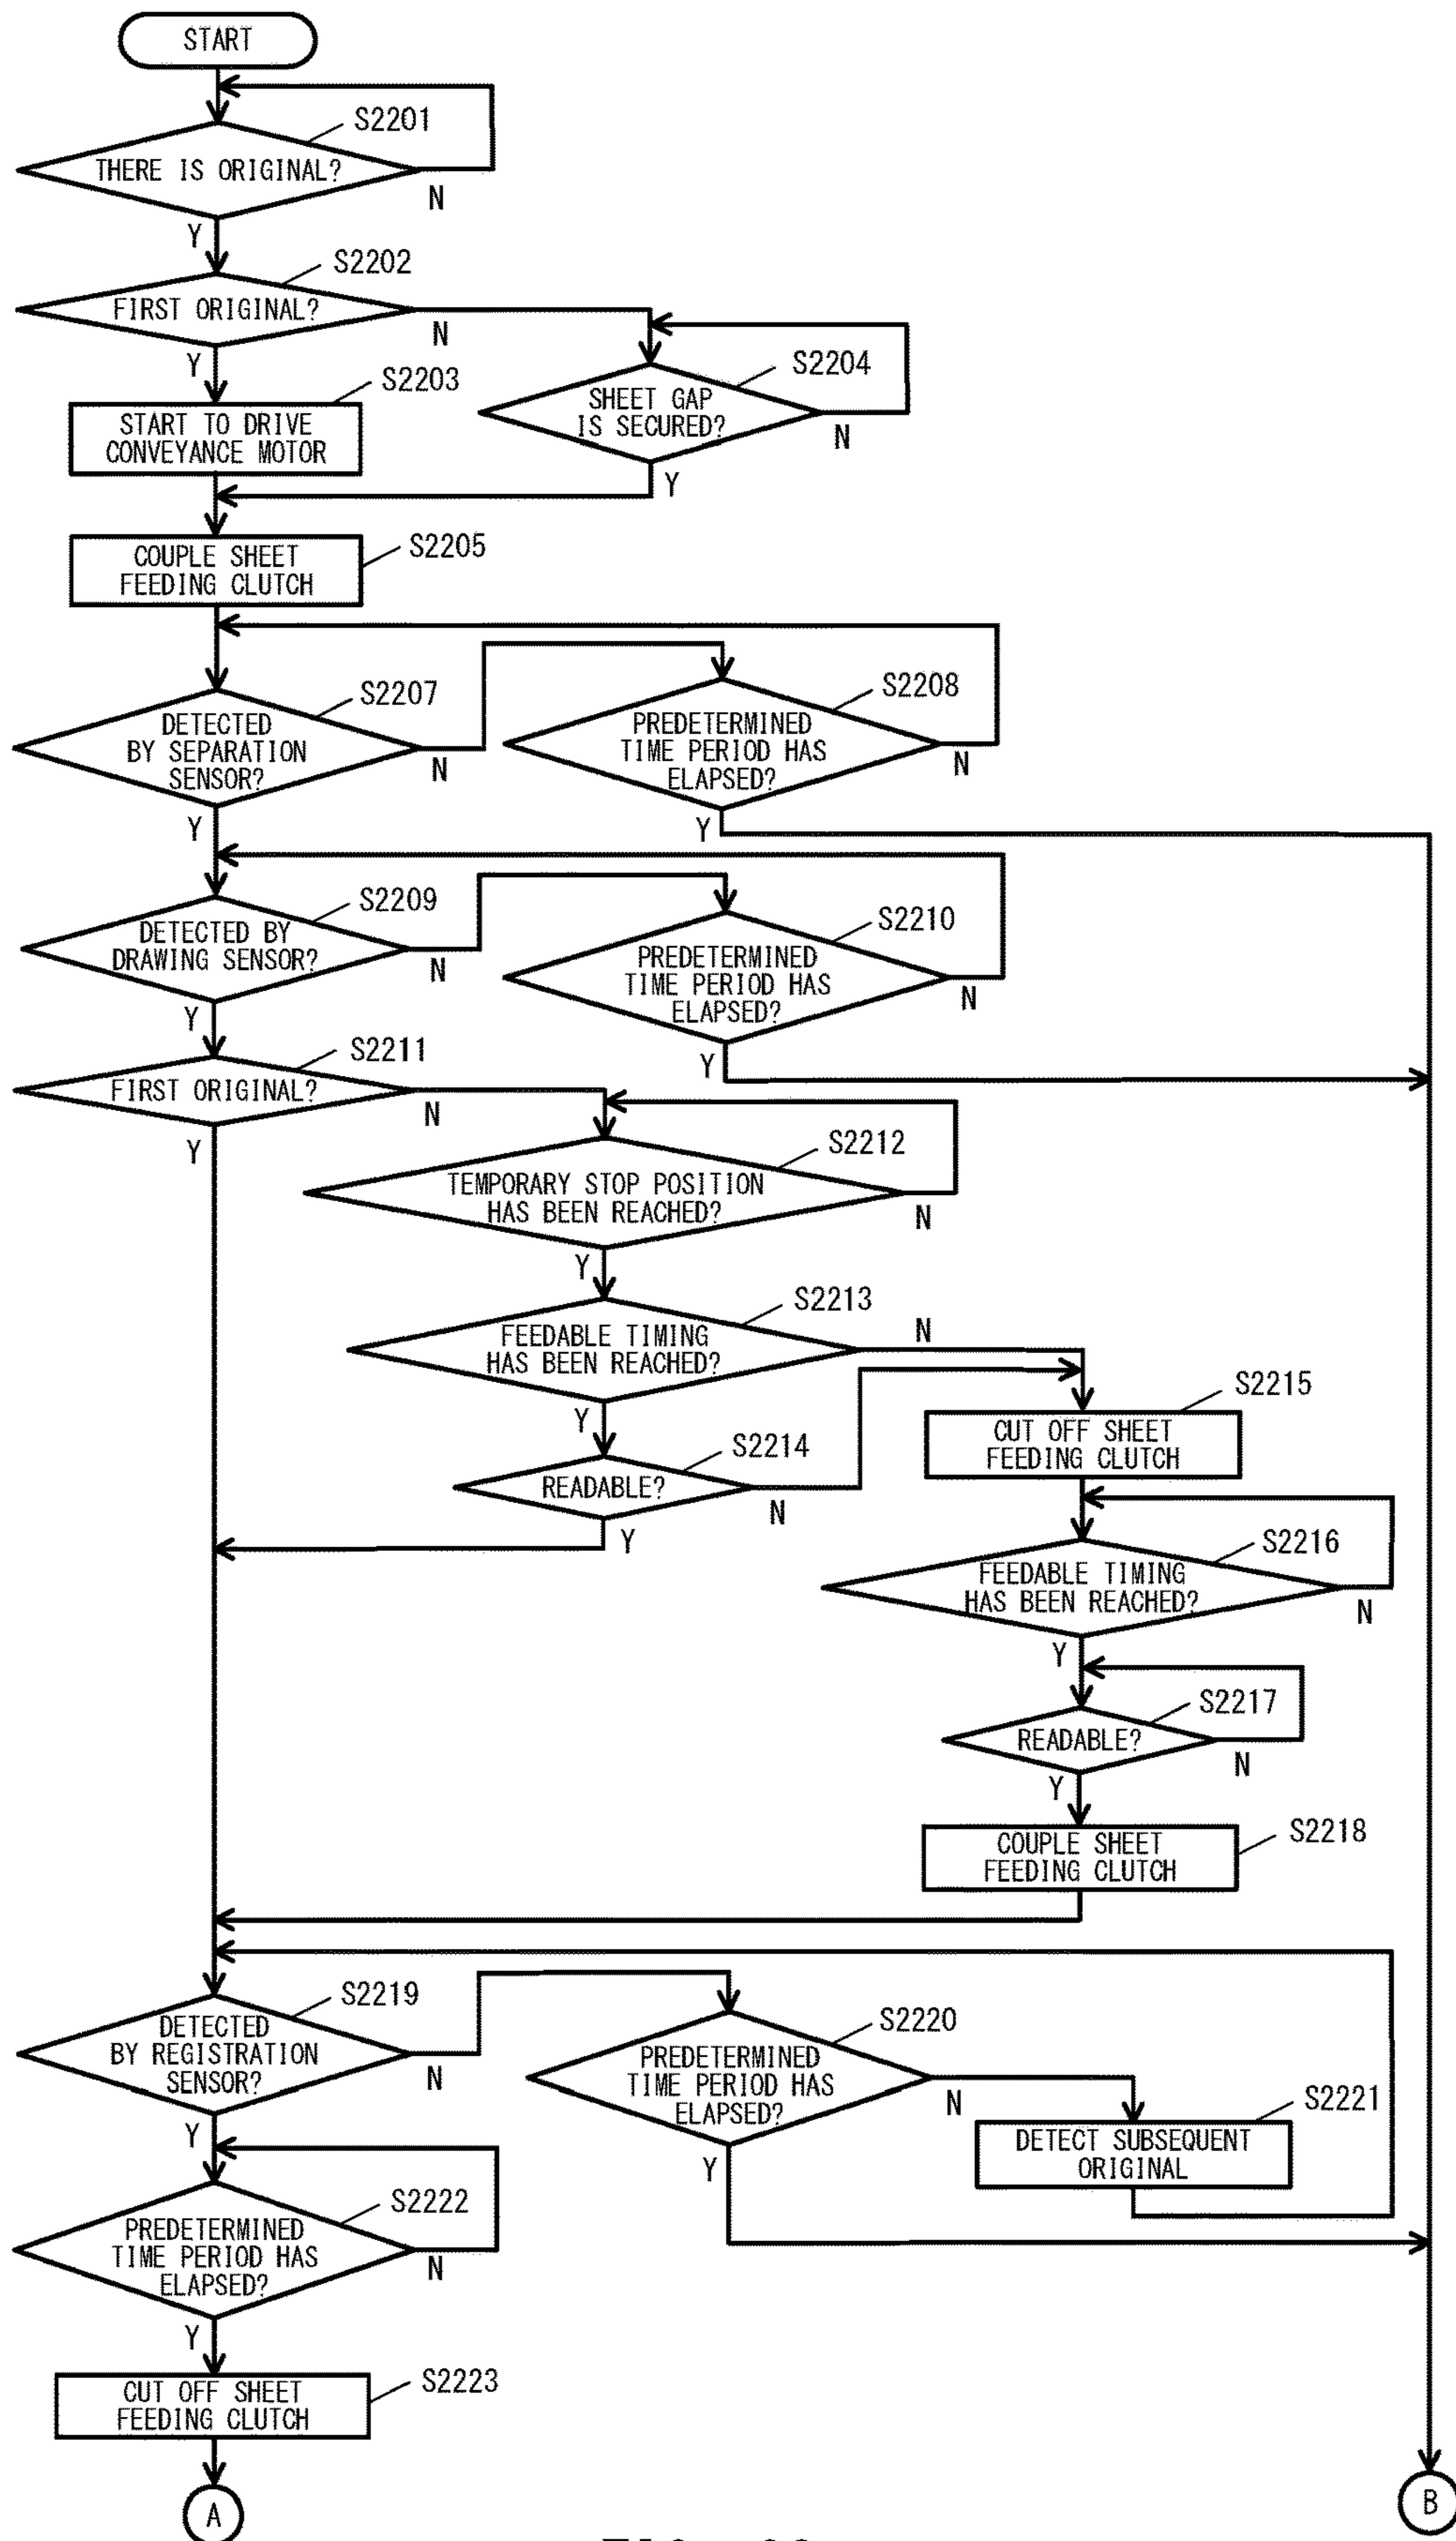 START
S2201
THERE IS ORIGINAL?
N
Y
S2202
FIRST ORIGINAL?
N
Y
S2203
START TO DRIVE
CONVEYANCE MOTOR
S2204
SHEET GAP
IS SECURED?
N
Y
S2205
COUPLE SHEET
FEEDING CLUTCH
S2207
DETECTED
BY SEPARATION
SENSOR?
N
Y
S2208
PREDETERMINED
TIME PERIOD HAS
ELAPSED?
N
Y
S2209
DETECTED BY
DRAWING SENSOR?
N
Y
S2210
PREDETERMINED
TIME PERIOD HAS
ELAPSED?
N
Y
S2211
FIRST ORIGINAL?
N
Y
S2212
TEMPORARY STOP POSITION
HAS BEEN REACHED?
N
Y
S2213
FEEDABLE TIMING
HAS BEEN REACHED?
N
Y
S2214
READABLE?
N
Y
S2215
CUT OFF SHEET
FEEDING CLUTCH
S2216
FEEDABLE TIMING
HAS BEEN REACHED?
N
Y
S2217
READABLE?
N
Y
S2218
COUPLE SHEET
FEEDING CLUTCH
S2219
DETECTED
BY REGISTRATION
SENSOR?
N
Y
S2220
PREDETERMINED
TIME PERIOD HAS
ELAPSED?
N
Y
S2221
DETECT SUBSEQUENT
ORIGINAL
S2222
PREDETERMINED
TIME PERIOD HAS
ELAPSED?
N
Y
S2223
CUT OFF SHEET
FEEDING CLUTCH
A
B